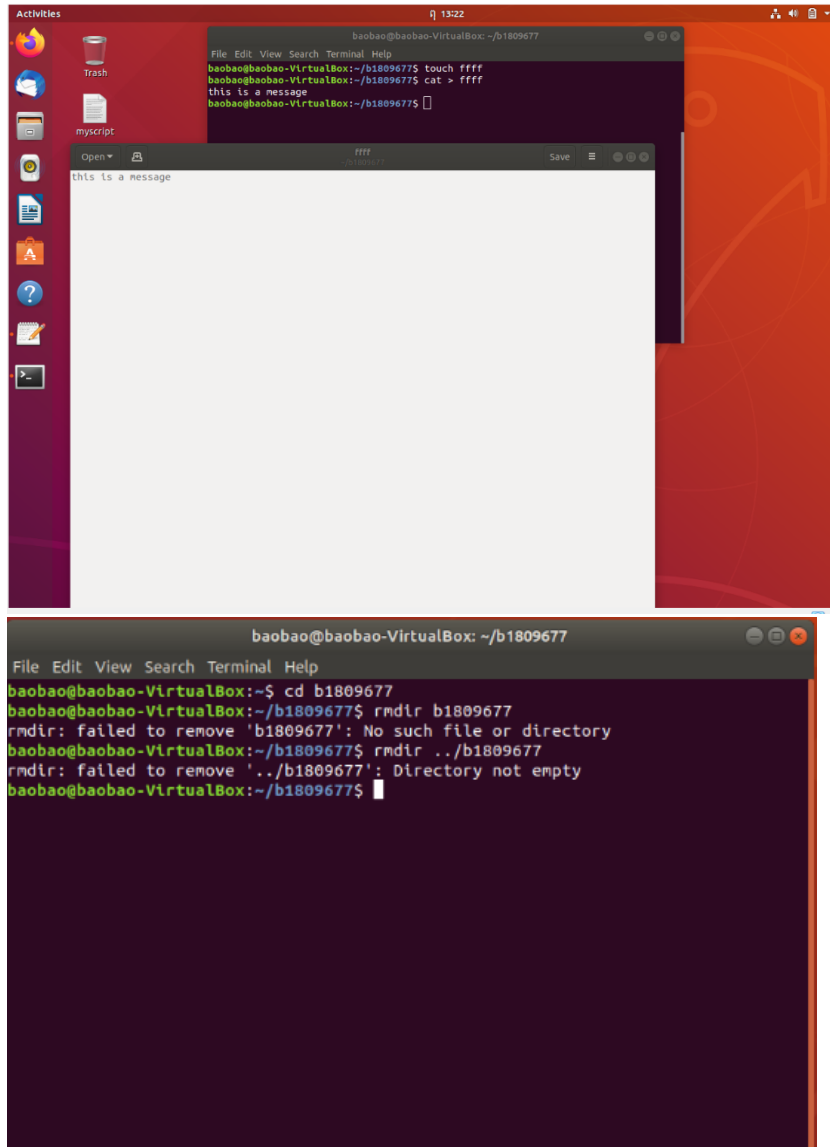 Activities
ฤ 13:22
Trash
myscript
baobao@baobao-VirtualBox: ~/b1809677
File Edit View Search Terminal Help
baobao@baobao-VirtualBox:~/b1809677$ touch ffff
baobao@baobao-VirtualBox:~/b1809677$ cat > ffff
this is a message
baobao@baobao-VirtualBox:~/b1809677$
Open
ffff
~/b1809677
Save
this is a message
baobao@baobao-VirtualBox: ~/b1809677
File Edit View Search Terminal Help
baobao@baobao-VirtualBox:~$ cd b1809677
baobao@baobao-VirtualBox:~/b1809677$ rmdir b1809677
rmdir: failed to remove 'b1809677': No such file or directory
baobao@baobao-VirtualBox:~/b1809677$ rmdir ../b1809677
rmdir: failed to remove '../b1809677': Directory not empty
baobao@baobao-VirtualBox:~/b1809677$